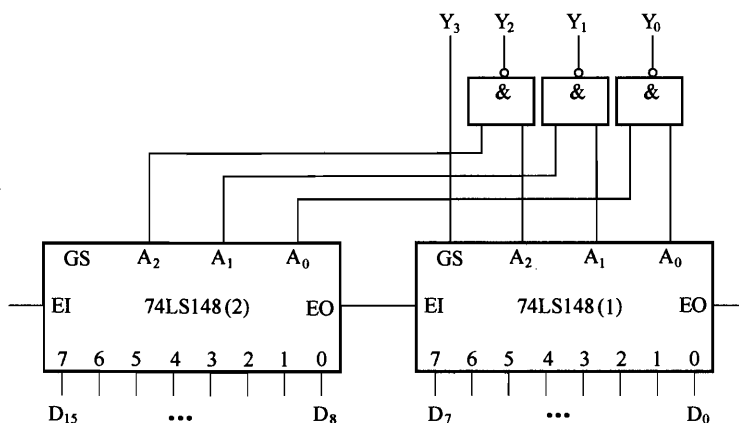 Y3 Y2 Y1 Y0
& & &
GS A2 A1 A0 GS A2 A1 A0
EI 74LS148(2) EO EI 74LS148(1) EO
7 6 5 4 3 2 1 0 7 6 5 4 3 2 1 0
D15 ••• D8 D7 ••• D0